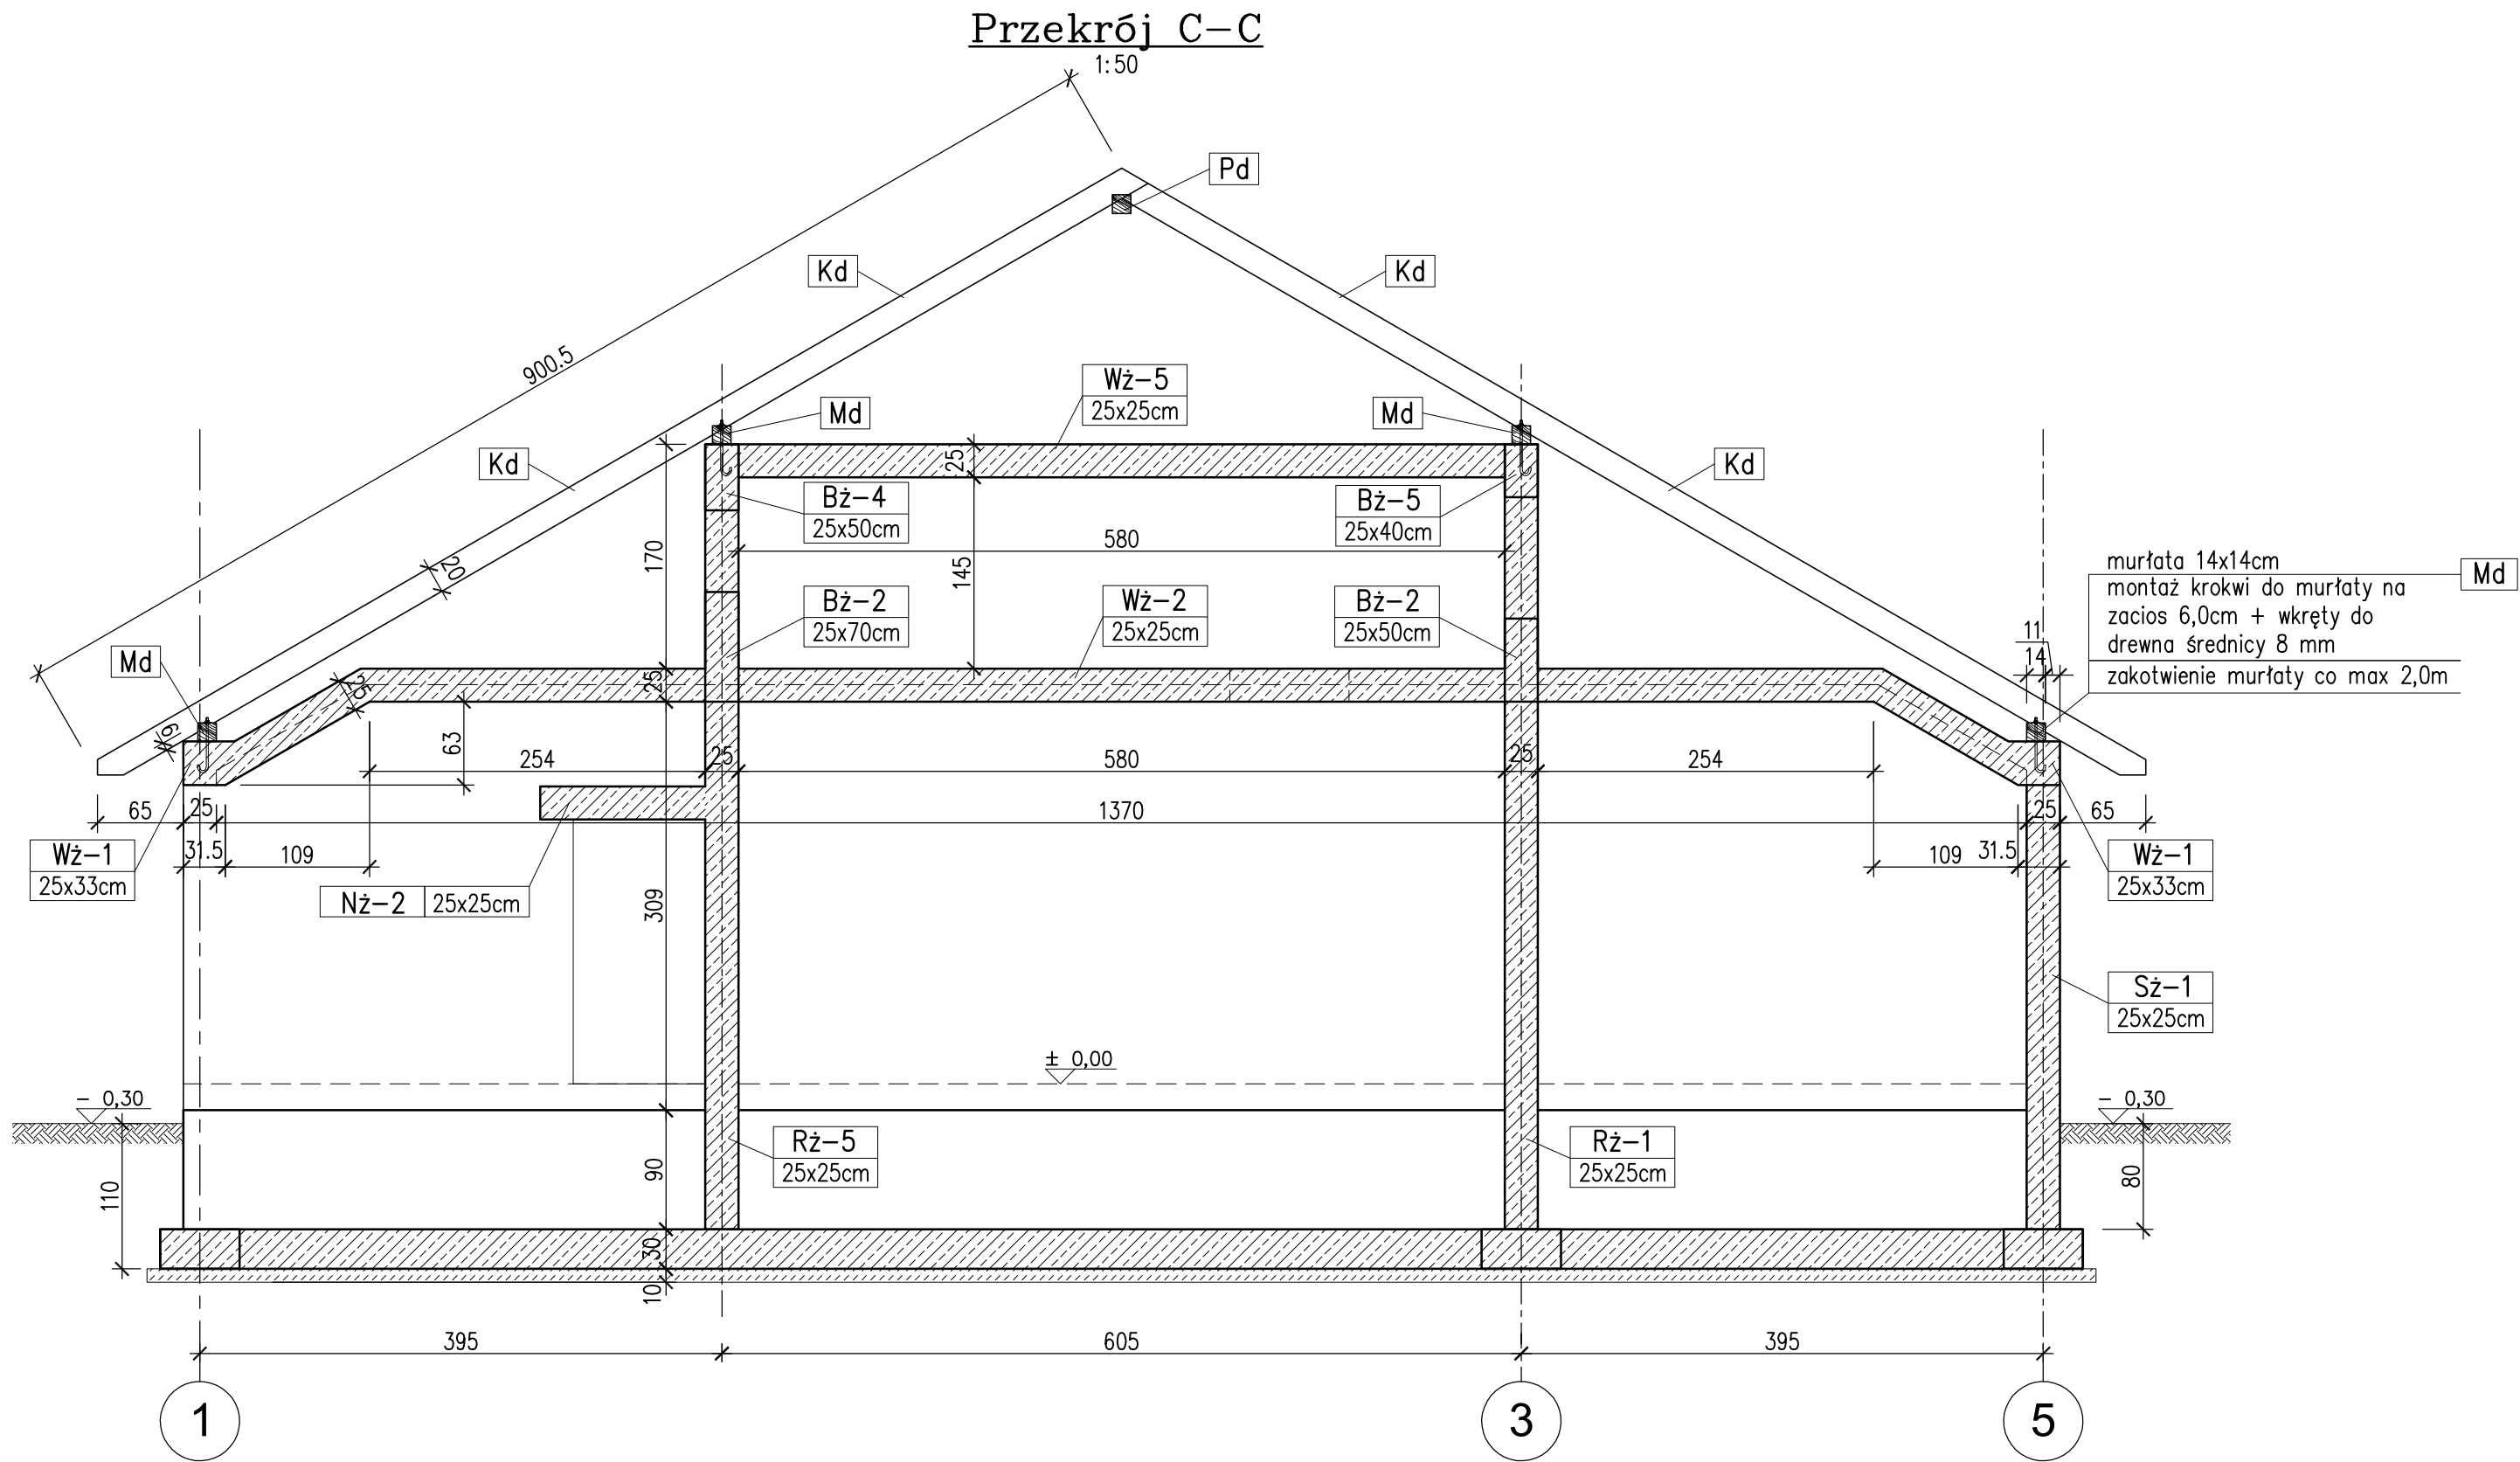 Przekrój C-C
1:50
Pd
Kd
Kd
900.5
Wż-5
25x25cm
Md
Md
Kd
Kd
25
170
Bż-4
25x50cm
Bż-5
25x40cm
580
145
20
murłata 14x14cm
Md
montaż krokwi do murłaty na
zacios 6,0cm + wkręty do
drewna średnicy 8 mm
zakotwienie murłaty co max 2,0m
Bż-2
25x70cm
Wż-2
25x25cm
Bż-2
25x50cm
11
14
Md
25
25
6
63
254
25
580
25
254
65
25
1370
25
65
Wż-1
25x33cm
31.5
109
109
31.5
Wż-1
25x33cm
Nż-2
25x25cm
309
Sż-1
25x25cm
± 0,00
- 0,30
- 0,30
Rż-5
25x25cm
Rż-1
25x25cm
110
90
80
30
10
395
605
395
1
3
5